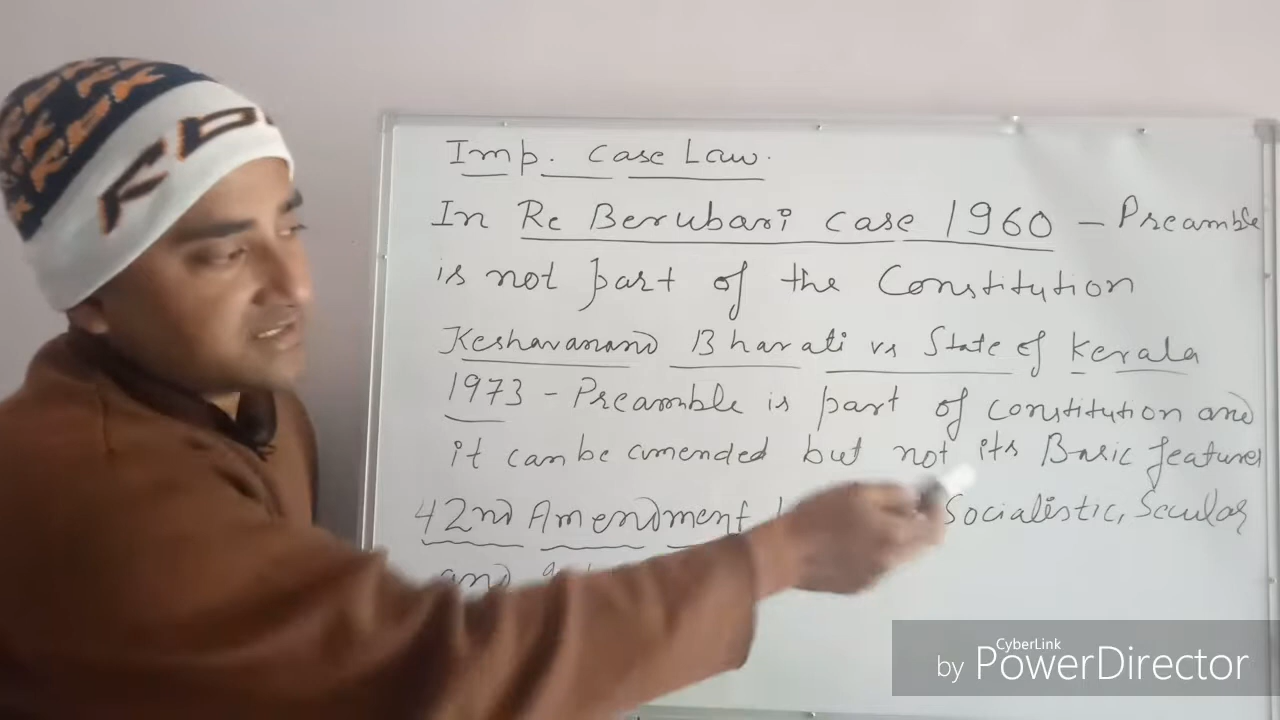 Imp. Case Law.
In Re Berubari Case 1960 - Preamble
is not part of the Constitution
Keshavanand Bharati vs State of Kerala
1973 - Preamble is part of constitution and
it can be amended but not its Basic features
42nd Amendment Socialistic, Secular
and
CyberLink
by PowerDirector